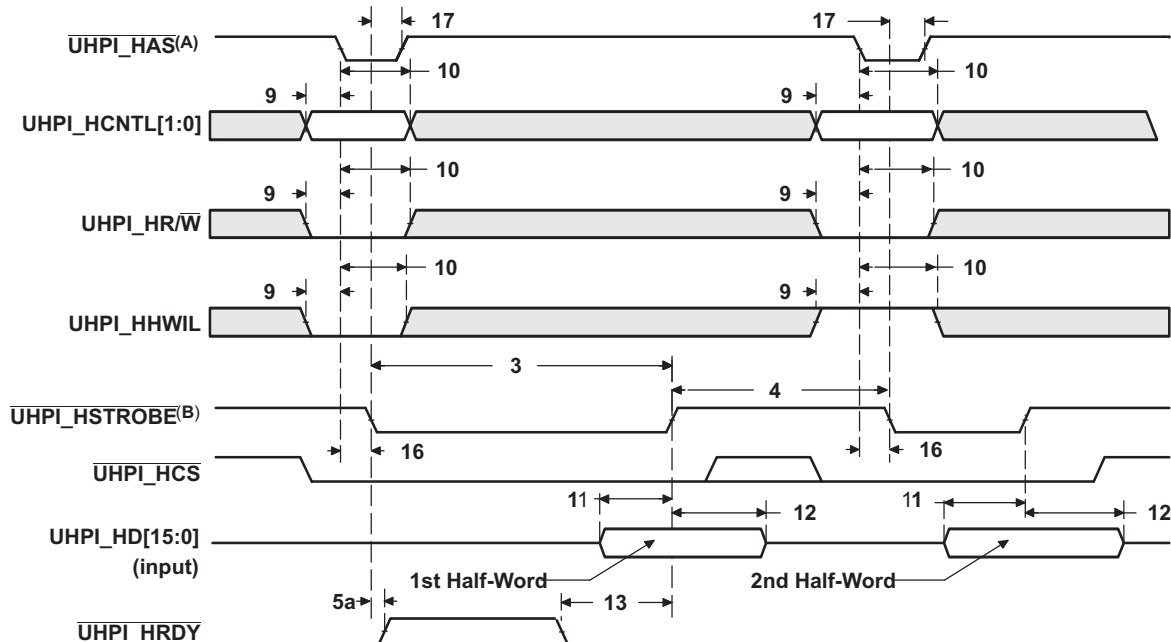 17 17
UHPI_HAS(A)
10 10
9 9
UHPI_HCNTL[1:0]
10 10
9 9
UHPI_HR/W
10 10
9 9
UHPI_HHWIL
3
4
UHPI_HSTROBE(B)
16 16
UHPI_HCS
11 11
12 12
UHPI_HD[15:0]
(input)
1st Half-Word 2nd Half-Word
5a 13
UHPI_HRDY